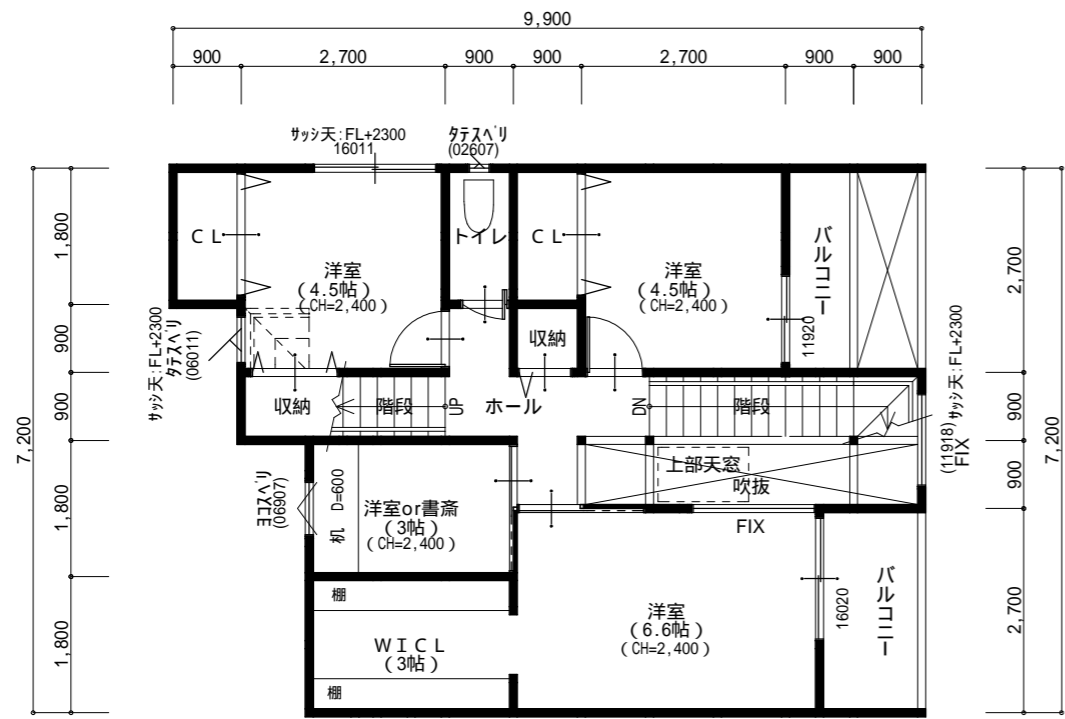 9,900
900 2,700 900 900 2,700 900 900
サッシ天:FL+2300
16011
タテスベリ
(02607)
1,800
900
900
1,800
1,800
7,200
2,700
900
900
2,700
7,200
CL
洋室
(4.5帖)
(CH=2,400)
トイレ
CL
洋室
(4.5帖)
(CH=2,400)
バルコニー
11920
サッシ天:FL+2300
タテスベリ
(06011)
収納
収納
階段
UP
ホール
DN
階段
サッシ天:FL+2300
(11918)
FIX
上部天窓
吹抜
FIX
ヨコスベリ
(06907)
机 D=600
洋室or書斎
(3帖)
(CH=2,400)
棚
WICL
(3帖)
棚
洋室
(6.6帖)
(CH=2,400)
16020
バルコニー